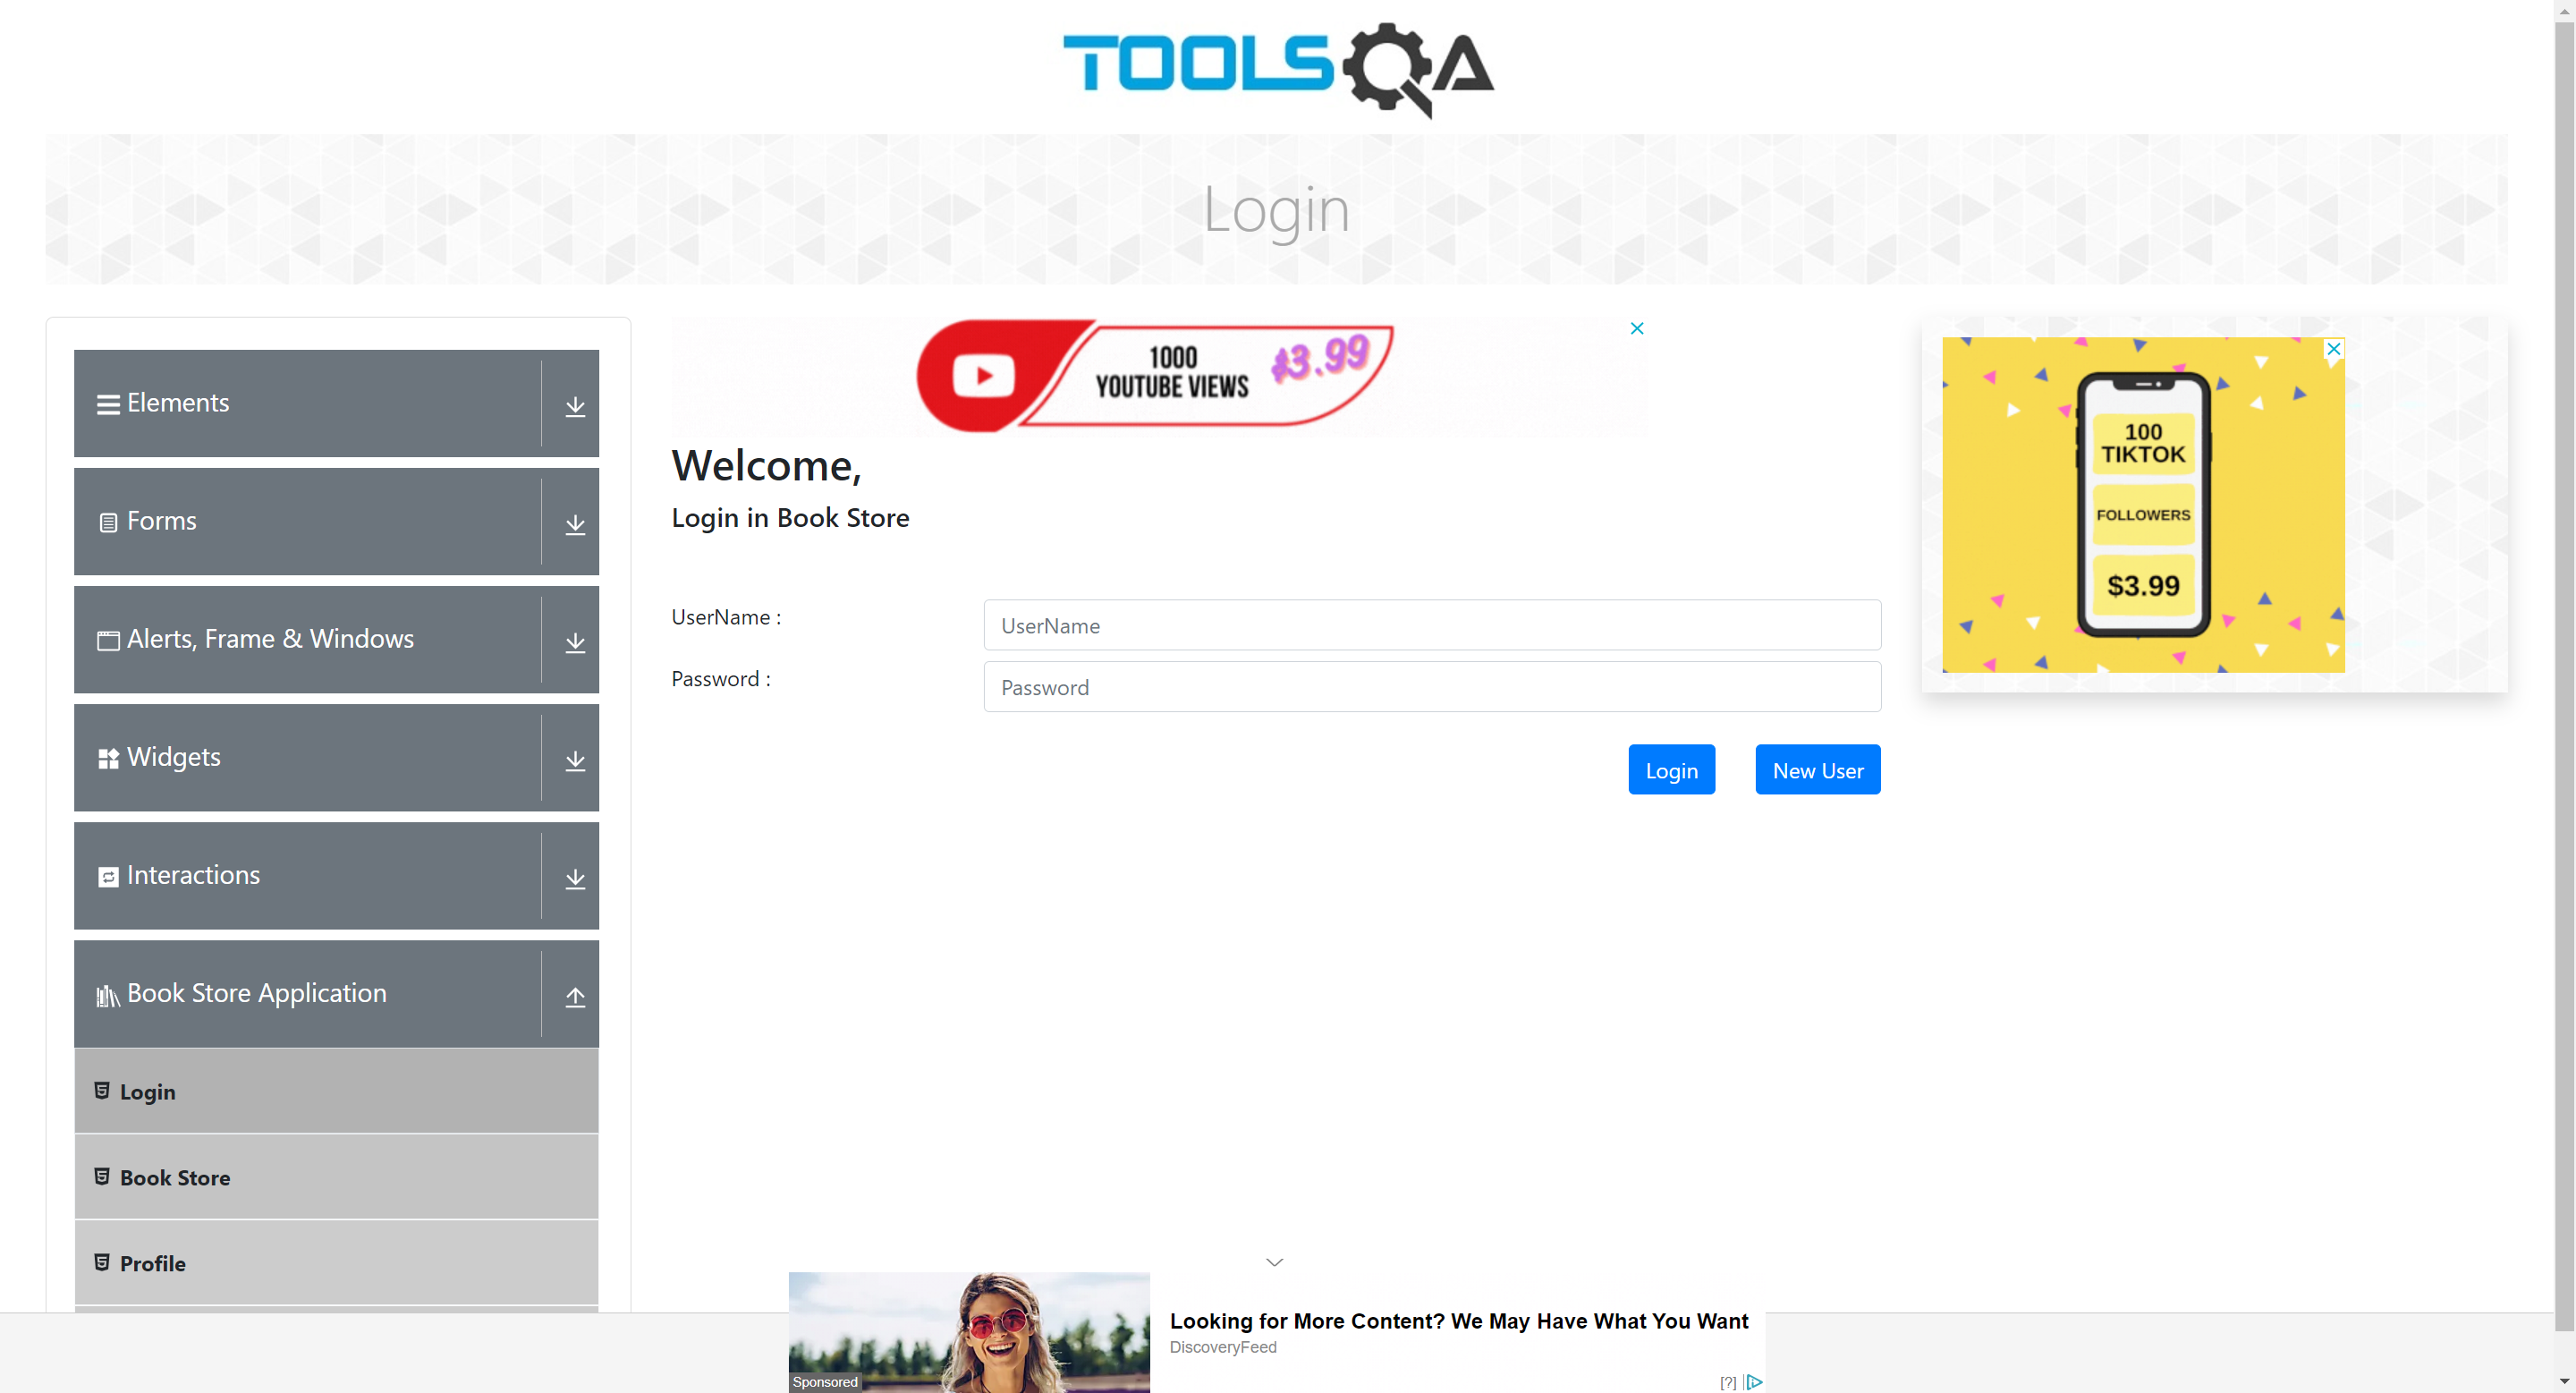 TOOLSQA
Login
Elements
Forms
Alerts, Frame & Windows
Widgets
Interactions
Book Store Application
Login
Book Store
Profile
1000
YOUTUBE VIEWS
$3.99
Welcome,
Login in Book Store
UserName :
UserName
Password :
Password
Login
New User
100
TIKTOK
FOLLOWERS
$3.99
Sponsored
Looking for More Content? We May Have What You Want
DiscoveryFeed
[?]